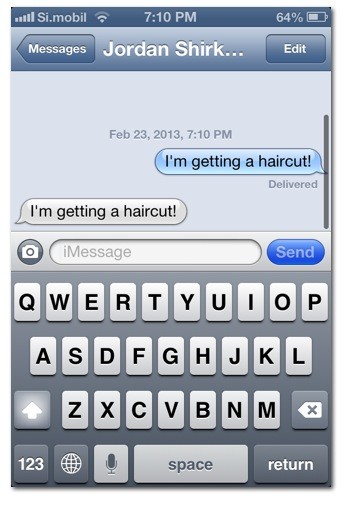 Si.mobil 7:10 PM 64%
Messages Jordan Shirk... Edit
Feb 23, 2013, 7:10 PM
I'm getting a haircut!
Delivered
I'm getting a haircut!
iMessage Send
Q W E R T Y U I O P
A S D F G H J K L
Z X C V B N M
123 space return